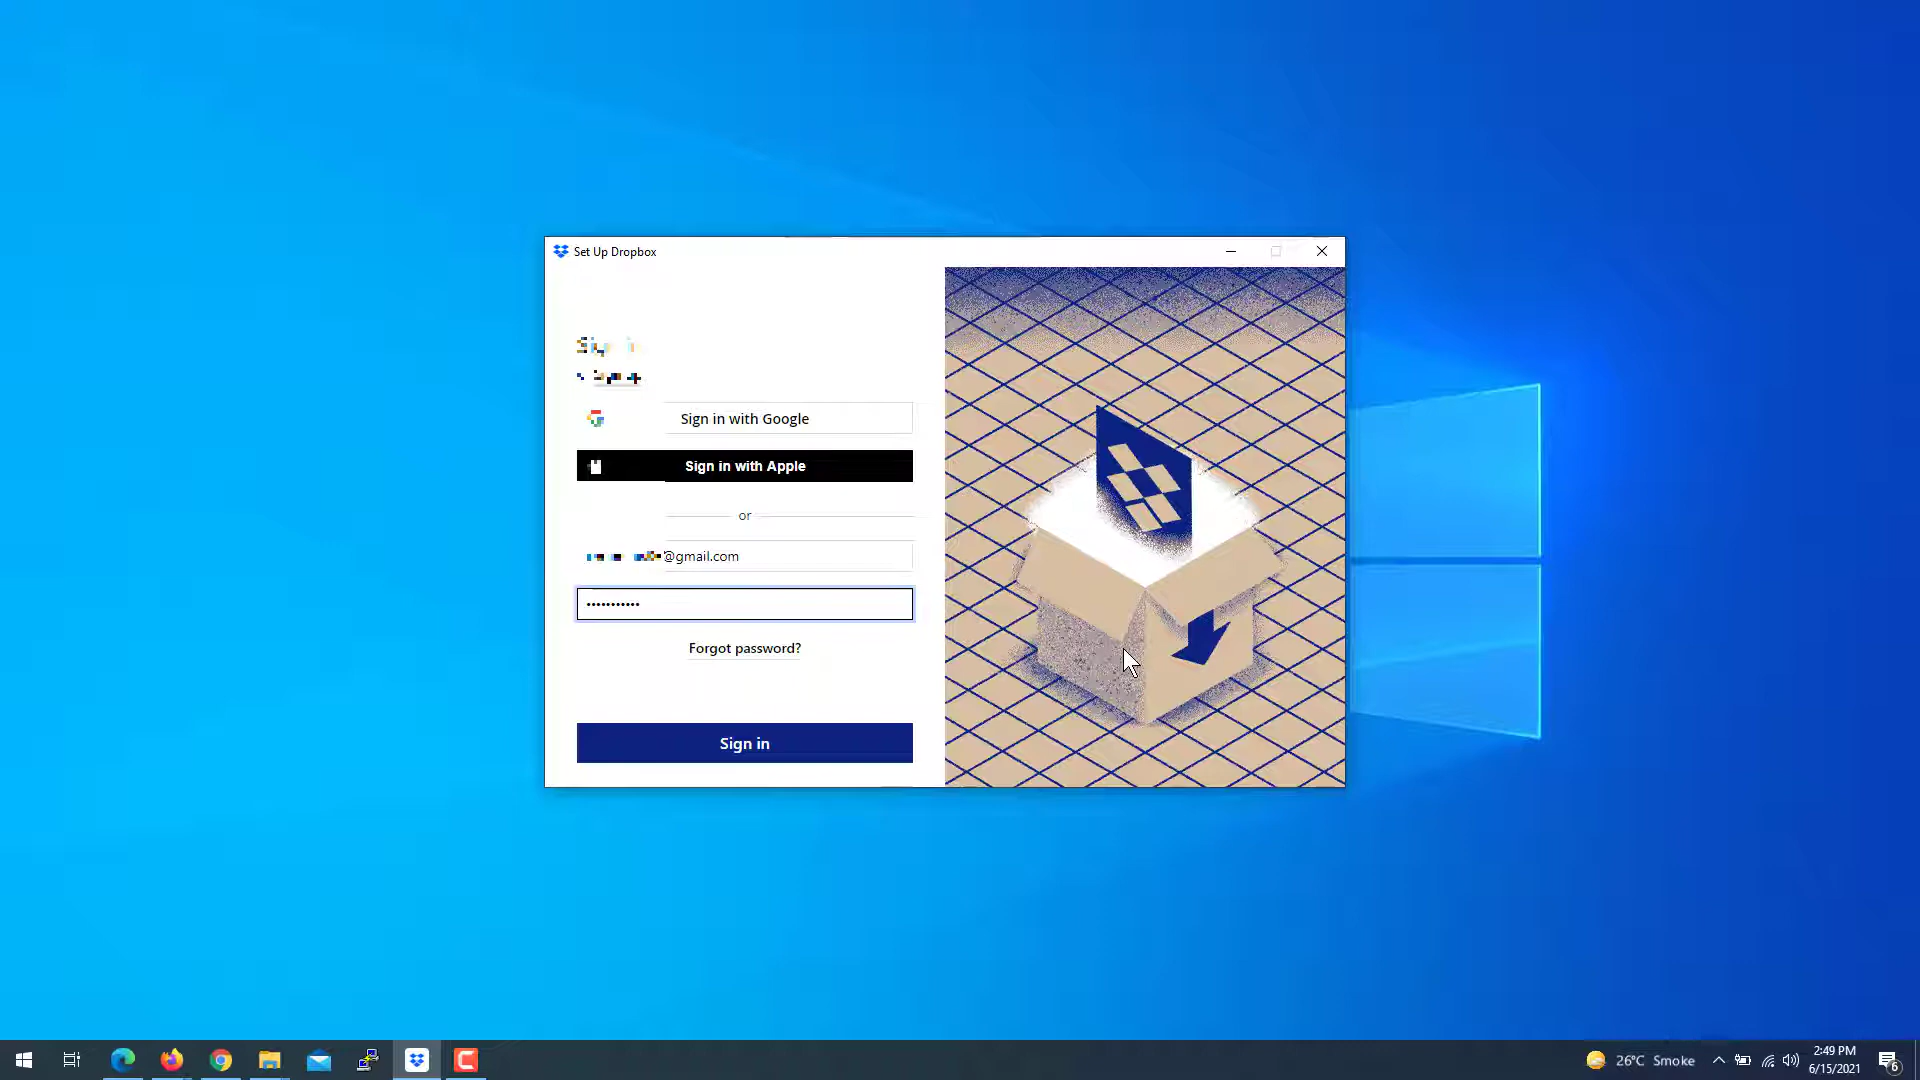 Set Up Dropbox
Sign in with Google
Sign in with Apple
or
@gmail.com
•••••••••••
Forgot password?
Sign in
26°C Smoke
2:49 PM
6/15/2021
6